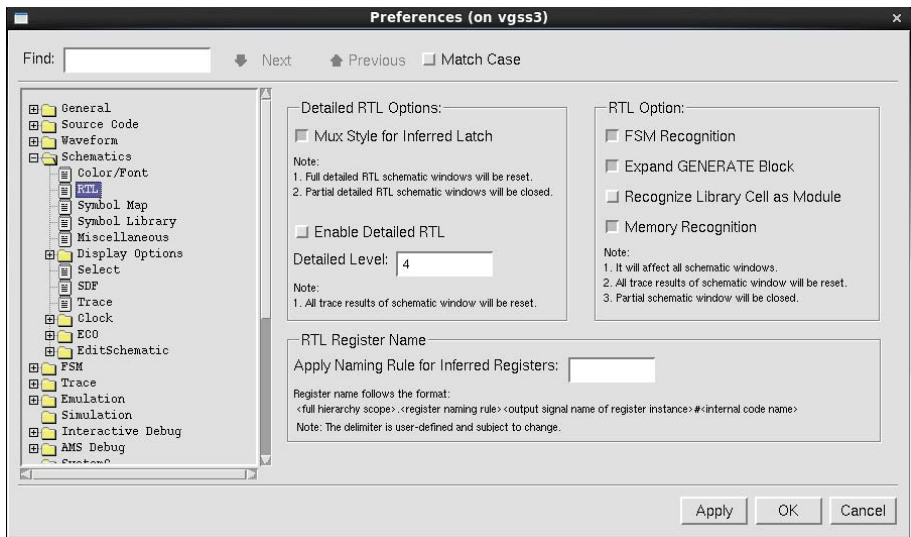 Preferences (on vgss3)
Find:
Next
Previous
Match Case
General
Source Code
Waveform
Schematics
Color/Font
RTL
Symbol Map
Symbol Library
Miscellaneous
Display Options
Select
SDF
Trace
Clock
ECO
EditSchematic
FSM
Trace
Emulation
Simulation
Interactive Debug
AMS Debug
SystemC
Detailed RTL Options:
Mux Style for Inferred Latch
Note:
1. Full detailed RTL schematic windows will be reset.
2. Partial detailed RTL schematic windows will be closed.
Enable Detailed RTL
Detailed Level: 4
Note:
1. All trace results of schematic window will be reset.
RTL Option:
FSM Recognition
Expand GENERATE Block
Recognize Library Cell as Module
Memory Recognition
Note:
1. It will affect all schematic windows.
2. All trace results of schematic window will be reset.
3. Partial schematic window will be closed.
RTL Register Name
Apply Naming Rule for Inferred Registers:
Register name follows the format:
<full hierarchy scope>.<register naming rule><output signal name of register instance>#<internal code name>
Note: The delimiter is user-defined and subject to change.
Apply
OK
Cancel